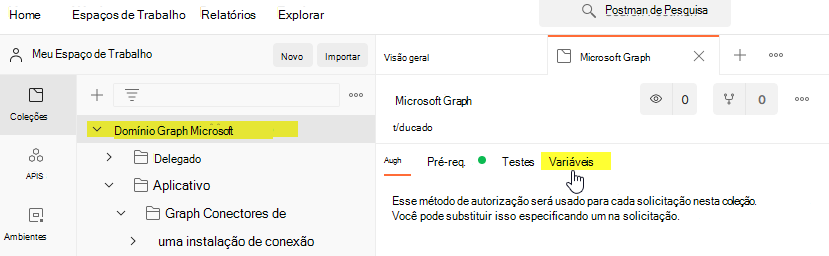 Home Espaços de Trabalho Relatórios Explorar Postman de Pesquisa
Meu Espaço de Trabalho Novo Importar
Visão geral Microsoft Graph
Coleções
Microsoft Graph 0 0
Domínio Graph Microsoft
t/ducado
Delegado
Augh Pré-req. Testes Variáveis
APIS
Aplicativo
Esse método de autorização será usado para cada solicitação nesta coleção.
Graph Conectores de
Você pode substituir isso especificando um na solicitação.
Ambientes
uma instalação de conexão